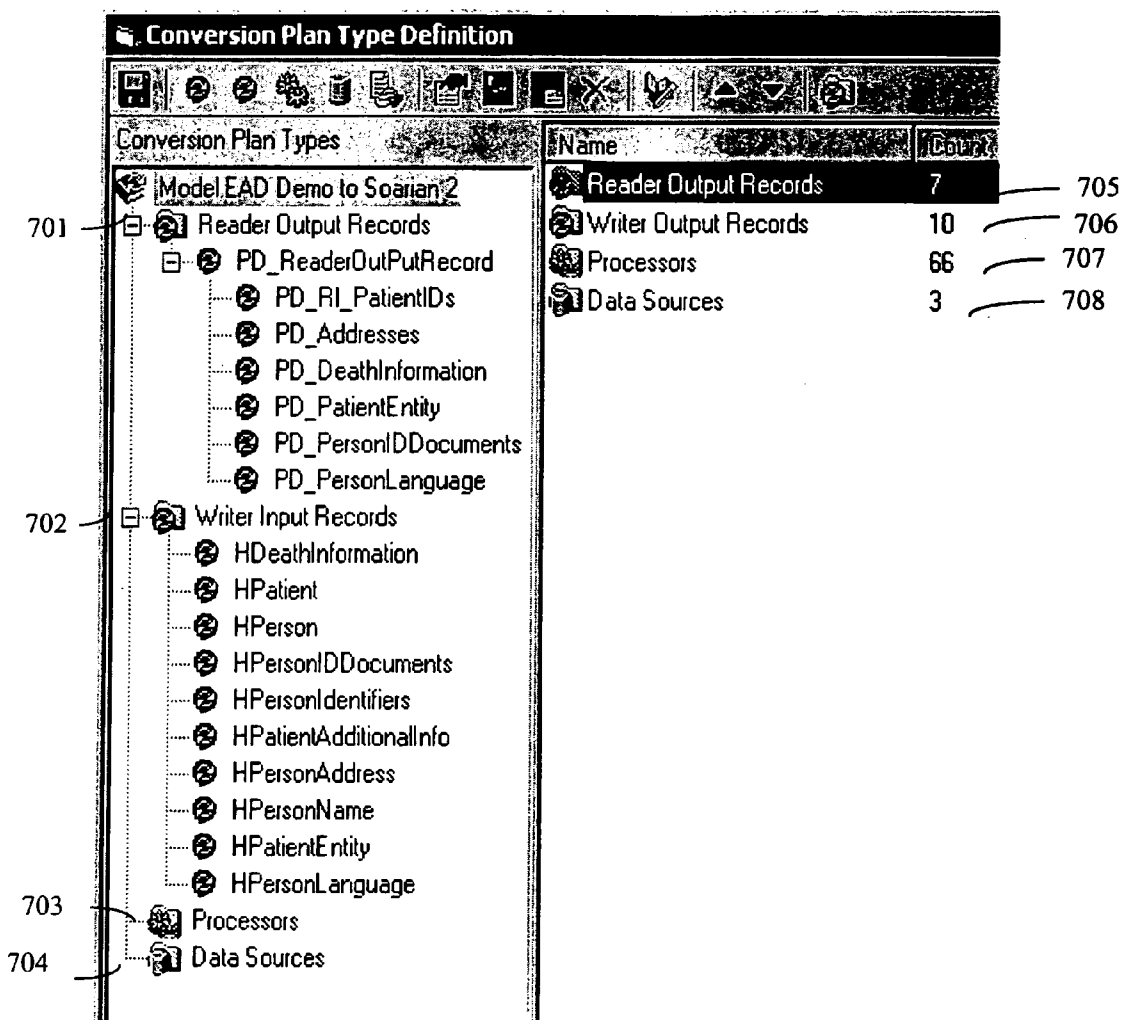 Conversion Plan Type Definition
Conversion Plan Types
Model.EAD Demo to Soarian 2
701
Reader Output Records
PD_ReaderOutPutRecord
PD_RI_PatientIDs
PD_Addresses
PD_DeathInformation
PD_PatientEntity
PD_PersonIDDocuments
PD_PersonLanguage
702
Writer Input Records
HDeathInformation
HPatient
HPerson
HPersonIDDocuments
HPersonIdentifiers
HPatientAdditionalInfo
HPersonAddress
HPersonName
HPatientEntity
HPersonLanguage
703
Processors
704
Data Sources
Name Count
Reader Output Records 7 705
Writer Output Records 10 706
Processors 66 707
Data Sources 3 708